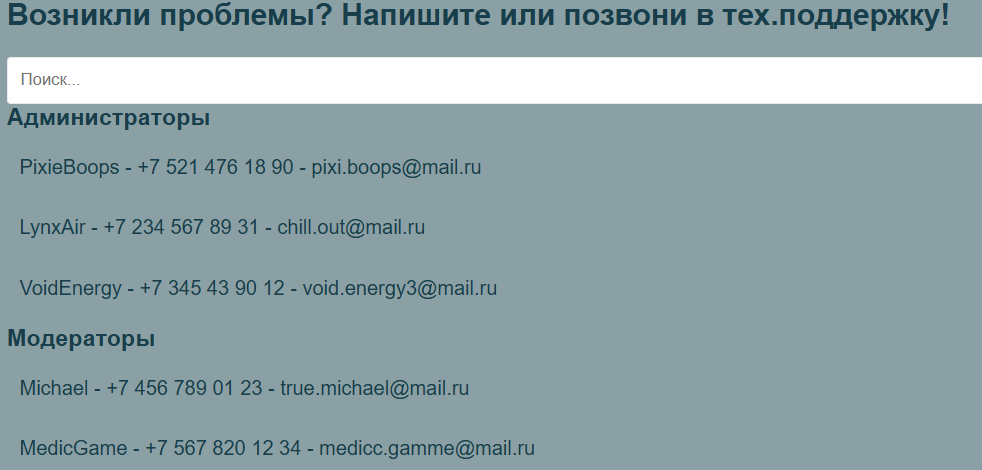 Возникли проблемы? Напишите или позвони в тех.поддержку!
Поиск...
Администраторы
PixieBoops - +7 521 476 18 90 - pixi.boops@mail.ru
LynxAir - +7 234 567 89 31 - chill.out@mail.ru
VoidEnergy - +7 345 43 90 12 - void.energy3@mail.ru
Модераторы
Michael - +7 456 789 01 23 - true.michael@mail.ru
MedicGame - +7 567 820 12 34 - medicc.gamme@mail.ru